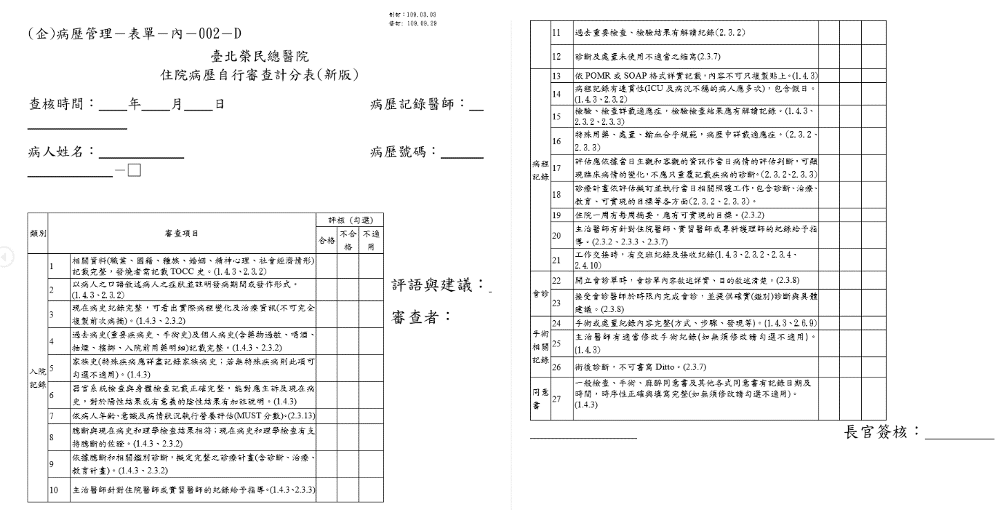 制訂：109.03.03
修訂: 109.09.29
(企)病歷管理－表單－內－002－D
臺北榮民總醫院
住院病歷自行審查計分表(新版)
查核時間：____年____月____日
病歷記錄醫師：__
病人姓名：____________
病歷號碼：______
____________－□
類別
審查項目
評核 (勾選)
合格
不合格
不適用
入院記錄
1
相關資料(職業、國籍、種族、婚姻、精神心理、社會經濟情形)
記載完整，發燒者需記載 TOCC 史。(1.4.3、2.3.2)
2
以病人之口語敘述病人之症狀並註明發病期間或發作形式。
(1.4.3、2.3.2)
3
現在病史紀錄完整，可看出實際病程變化及治療資訊(不可完全
複製前次病摘)。(1.4.3、2.3.2)
4
過去病史(重要疾病史、手術史)及個人病史(含藥物過敏、喝酒、
抽煙、檳榔、入院前用藥明細)記載完整。(1.4.3、2.3.2)
5
家族史(特殊疾病應詳盡記錄家族病史；若無特殊疾病則此項可
勾選不適用)。(1.4.3)
6
器官系統檢查與身體檢查記載正確完整，能對應主訴及現在病
史，對於陽性結果或有意義的陰性結果有加註說明。(1.4.3)
7
依病人年齡、意識及病情狀況執行營養評估(MUST 分數)。(2.3.13)
8
臆斷與現在病史和理學檢查結果相符；現在病史和理學檢查有支
持臆斷的佐證。(1.4.3、2.3.2)
9
依據臆斷和相關鑑別診斷，擬定完整之診療計畫(含診斷、治療、
教育計畫)。(1.4.3、2.3.2)
10
主治醫師針對住院醫師或實習醫師的紀錄給予指導。(1.4.3、2.3.3)
評語與建議：
審查者：
11
過去重要檢查、檢驗結果有解讀紀錄(2.3.2)
12
診斷及處置未使用不適當之縮寫(2.3.7)
病程記錄
13
依 POMR 或 SOAP 格式詳實記載，內容不可只複製貼上。(1.4.3)
14
病程記錄有連貫性(ICU 及病況不穩的病人應多次)，包含假日。
(1.4.3、2.3.2)
15
檢驗、檢查詳載適應症，檢驗檢查結果應有解讀記錄。(1.4.3、
2.3.2、2.3.3)
16
特殊用藥、處置、輸血合乎規範，病歷中詳載適應症。(2.3.2、
2.3.3)
17
評估應依據當日主觀和客觀的資訊作當日病情的評估判斷，可顯
現臨床病情的變化，不應只重覆記載疾病的診斷。(2.3.2、2.3.3)
18
診療計畫依評估擬訂並執行當日相關照護工作，包含診斷、治療、
教育、可實現的目標等各方面(2.3.2、2.3.3)。
19
住院一周有每周摘要，應有可實現的目標。(2.3.2)
20
主治醫師有針對住院醫師、實習醫師或專科護理師的紀錄給予指
導。(2.3.2、2.3.3、2.3.7)
21
工作交接時，有交班紀錄及接收紀錄(1.4.3、2.3.2、2.3.4、
2.4.10)
會診
22
開立會診單時，會診單內容敘述詳實、目的敘述清楚。(2.3.8)
23
接受會診醫師於時限內完成會診，並提供確實(鑑別)診斷與具體
建議。(2.3.8)
手術相關記錄
24
手術或處置紀錄內容完整(方式、步驟、發現等)。(1.4.3、2.6.9)
25
主治醫師有適當修改手術紀錄(如無須修改請勾選不適用)。
(1.4.3)
26
術後診斷，不可書寫 Ditto。(2.3.7)
同意書
27
一般檢查、手術、麻醉同意書及其他各式同意書有記錄日期及
時間，時序性正確與填寫完整(如無須修改請勾選不適用)。
(1.4.3)
長官簽核：__________